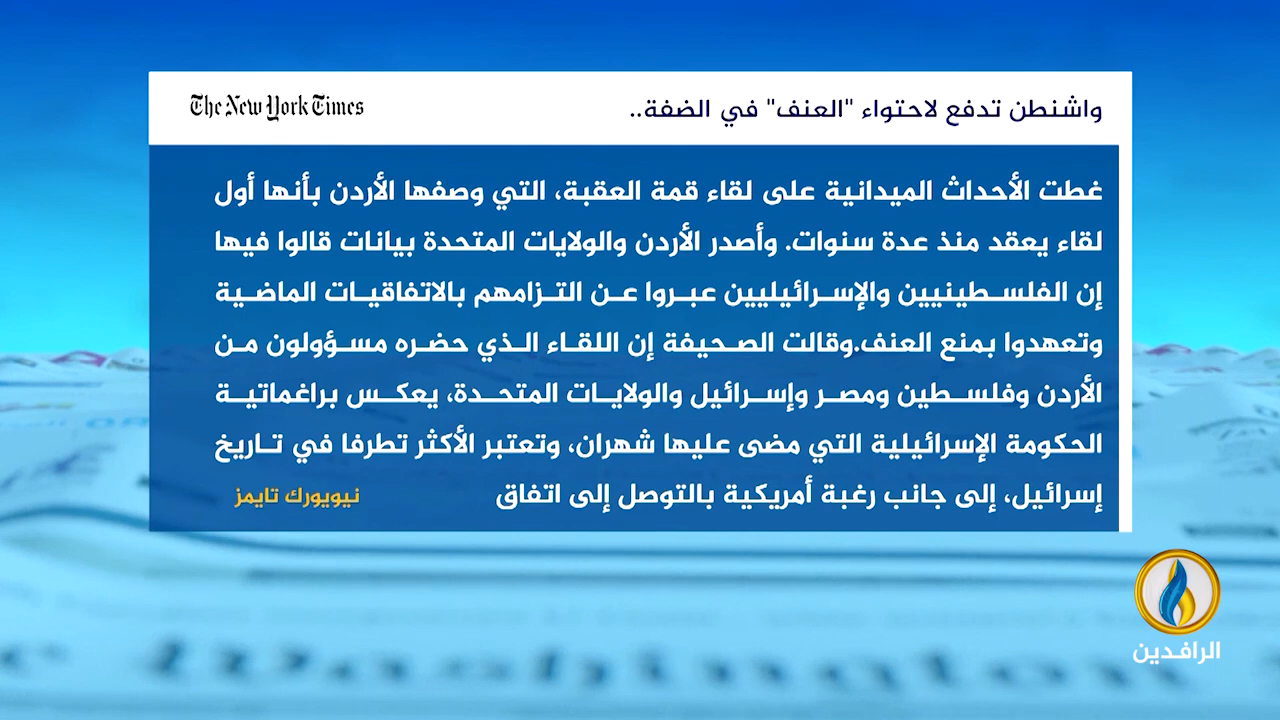 The New York Times
واشنطن تدفع لاحتواء "العنف" في الضفة..
غطت الأحداث الميدانية على لقاء قمة العقبة، التي وصفها الأردن بأنها أول
لقاء يعقد منذ عدة سنوات. وأصدر الأردن والولايات المتحدة بيانات قالوا فيها
إن الفلسطينيين والإسرائيليين عبروا عن التزامهم بالاتفاقيات الماضية
وتعهدوا بمنع العنف.وقالت الصحيفة إن اللقاء الذي حضره مسؤولون من
الأردن وفلسطين ومصر وإسرائيل والولايات المتحدة، يعكس براغماتية
الحكومة الإسرائيلية التي مضى عليها شهران، وتعتبر الأكثر تطرفا في تاريخ
إسرائيل، إلى جانب رغبة أمريكية بالتوصل إلى اتفاق
نيويورك تايمز
الرافدين
Washington